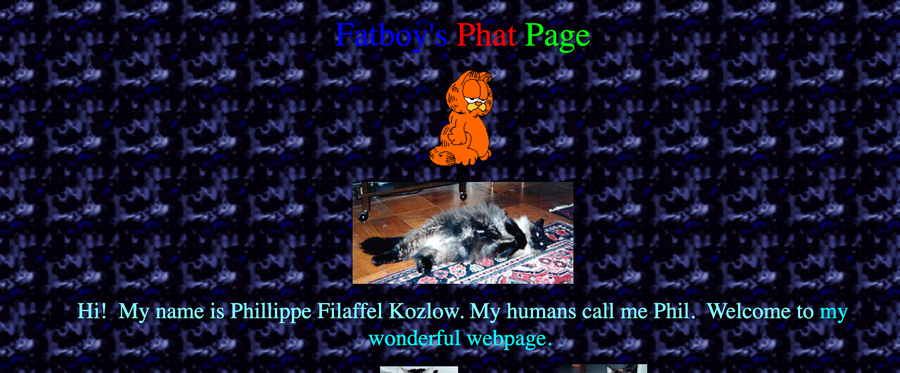 Fatboy's Phat Page
Hi!  My name is Phillippe Filaffel Kozlow. My humans call me Phil.  Welcome to my
wonderful webpage.